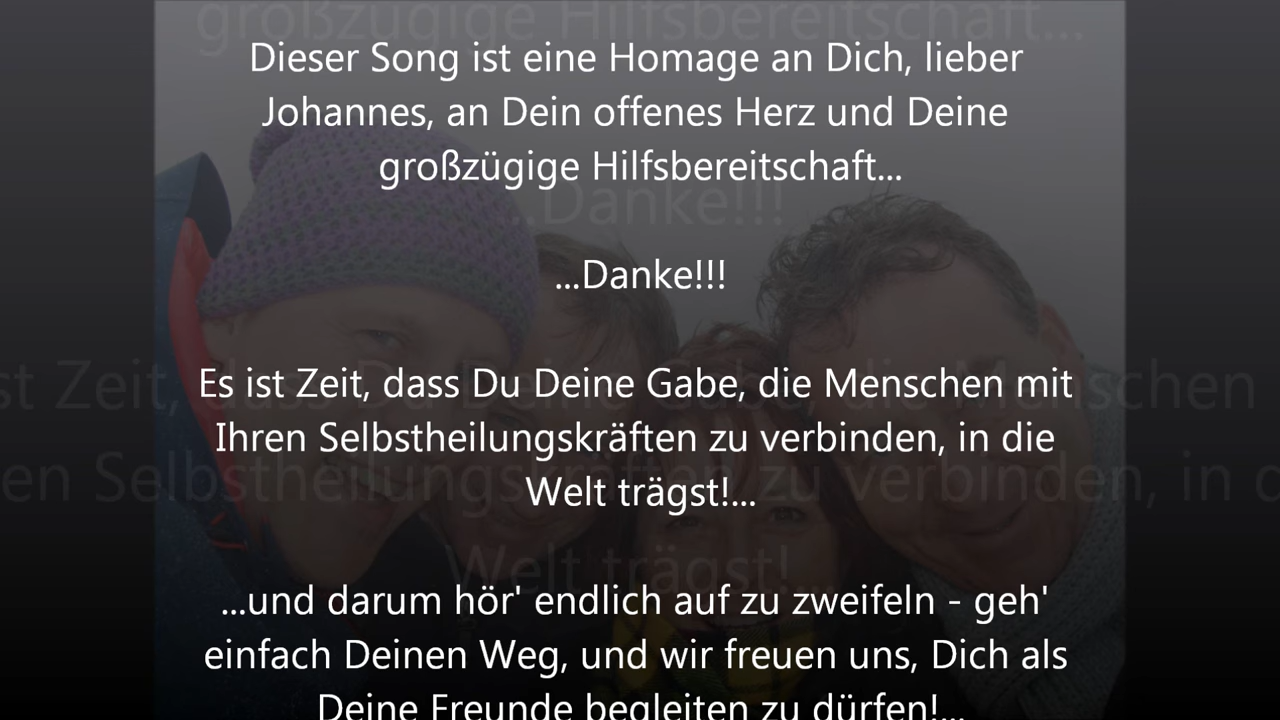 Dieser Song ist eine Homage an Dich, lieber
Johannes, an Dein offenes Herz und Deine
großzügige Hilfsbereitschaft...
...Danke!!!
Es ist Zeit, dass Du Deine Gabe, die Menschen mit
Ihren Selbstheilungskräften zu verbinden, in die
Welt trägst!...
...und darum hör' endlich auf zu zweifeln - geh'
einfach Deinen Weg, und wir freuen uns, Dich als
Deine Freunde begleiten zu dürfen!...